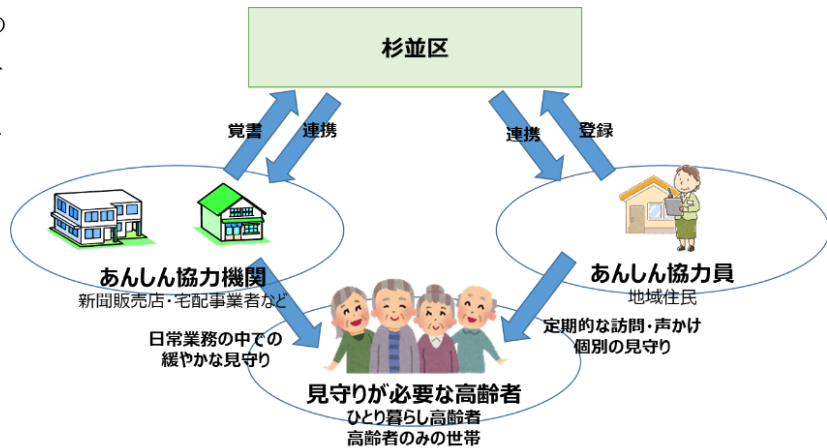 の
杉並区
覚書
連携
連携
登録
あんしん協力機関
新聞販売店・宅配事業者など
あんしん協力員
地域住民
日常業務の中での
緩やかな見守り
定期的な訪問・声かけ
個別の見守り
見守りが必要な高齢者
ひとり暮らし高齢者
高齢者のみの世帯